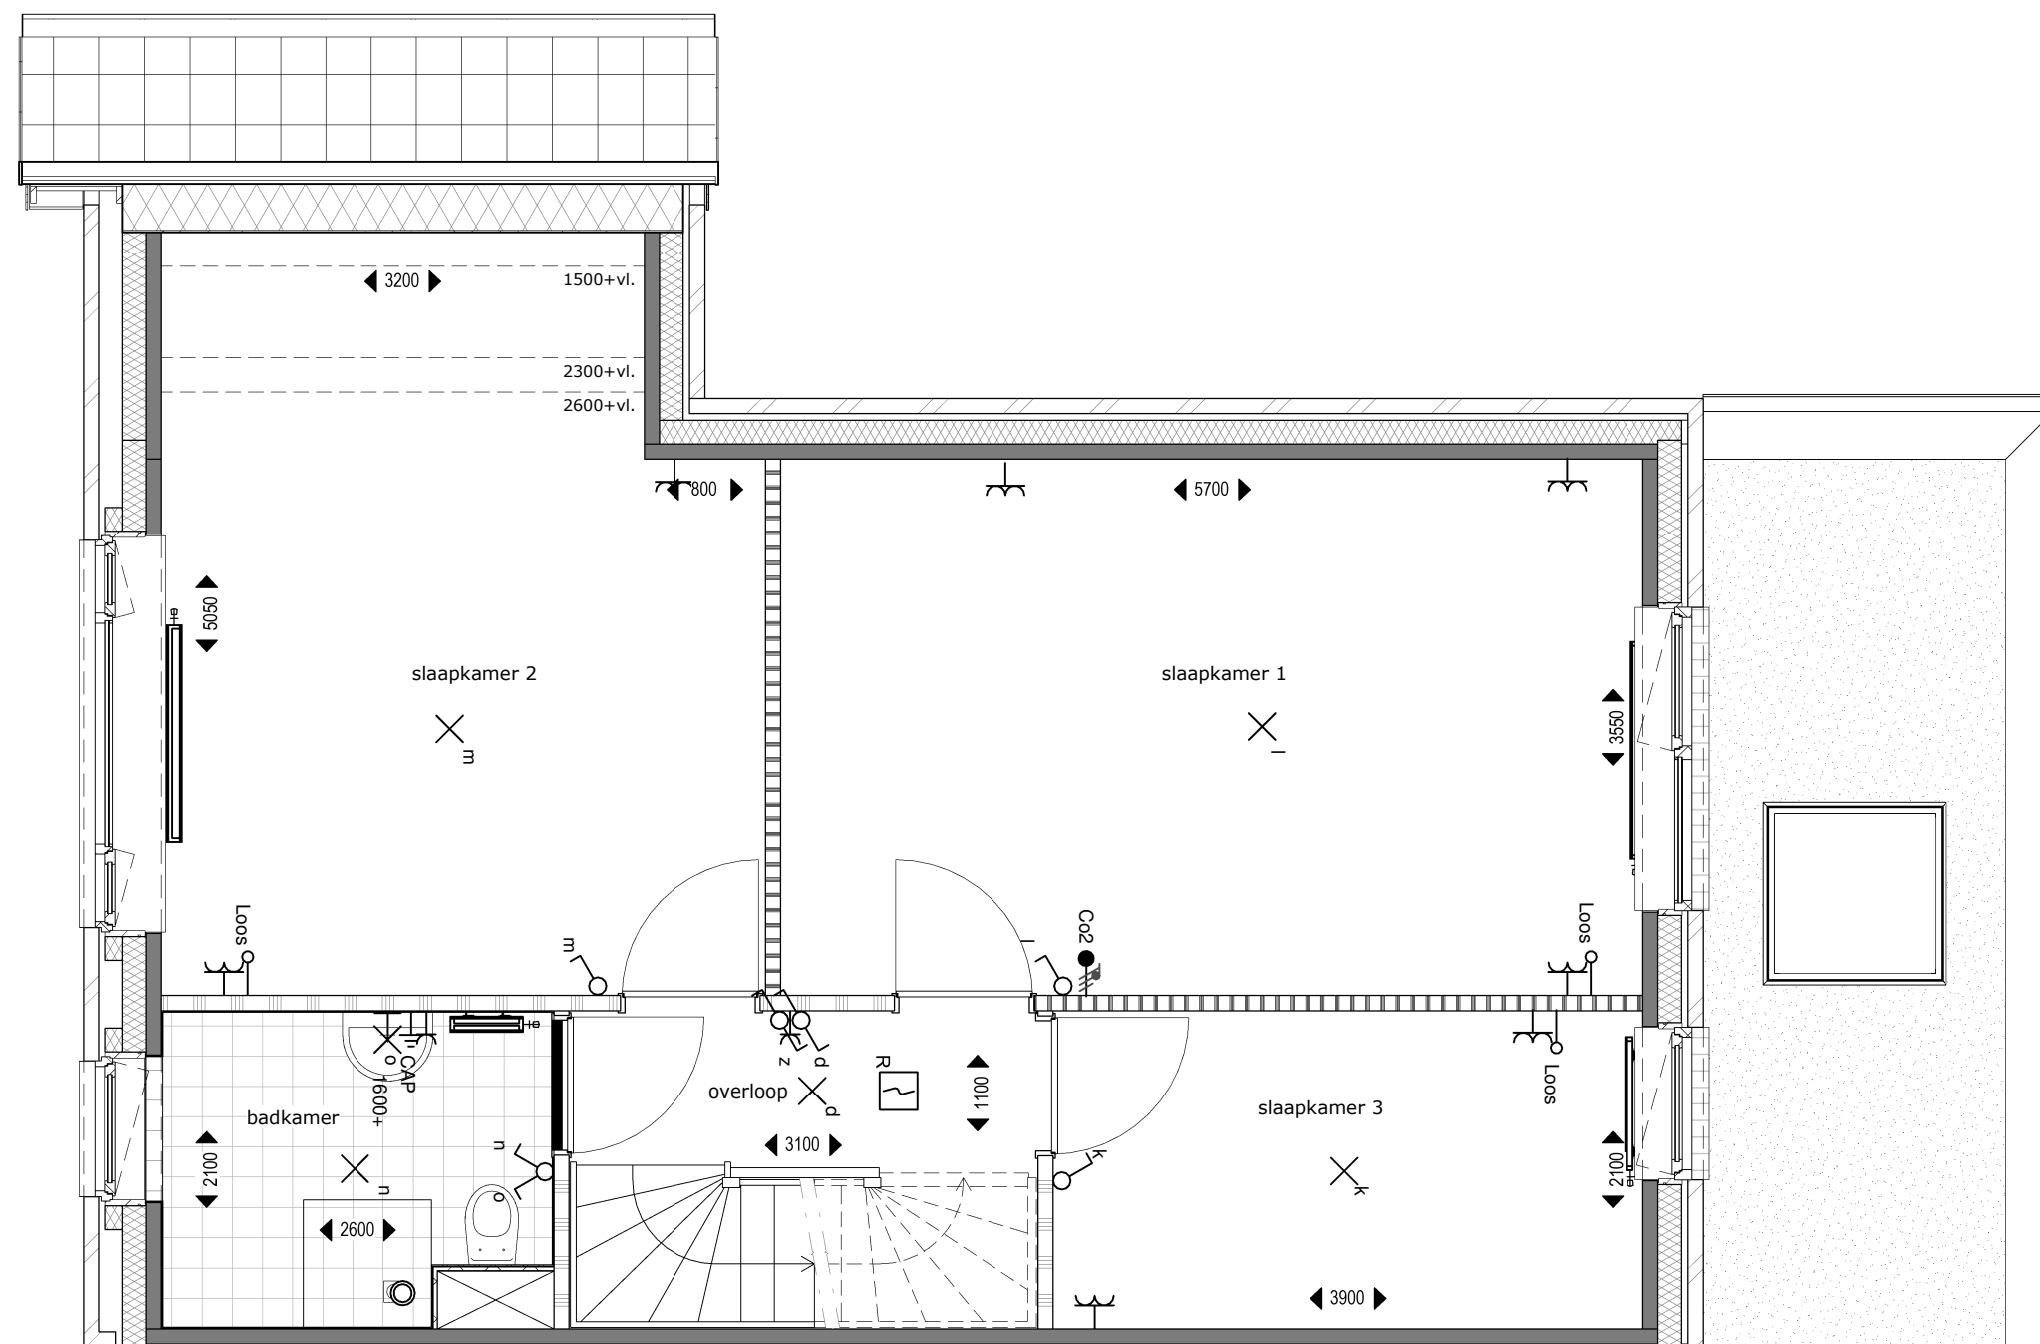 3200
1500+vl.
2300+vl.
2600+vl.
800
5700
5050
slaapkamer 2
slaapkamer 1
m
l
3550
Loos
m
l
Co2
Loos
z
d
R
o
CAP
1600+
overloop
d
1100
Loos
badkamer
slaapkamer 3
3100
2100
n
n
o
k
k
2100
2600
3900